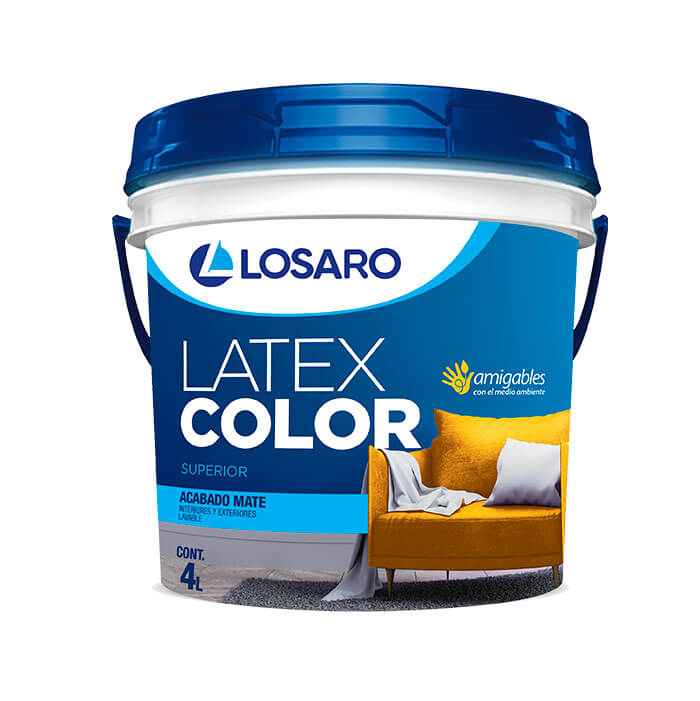 LOSARO
LATEX
COLOR
SUPERIOR
ACABADO MATE
INTERIORES Y EXTERIORES
LAVABLE
CONT.
4L
amigables
con el medio ambiente